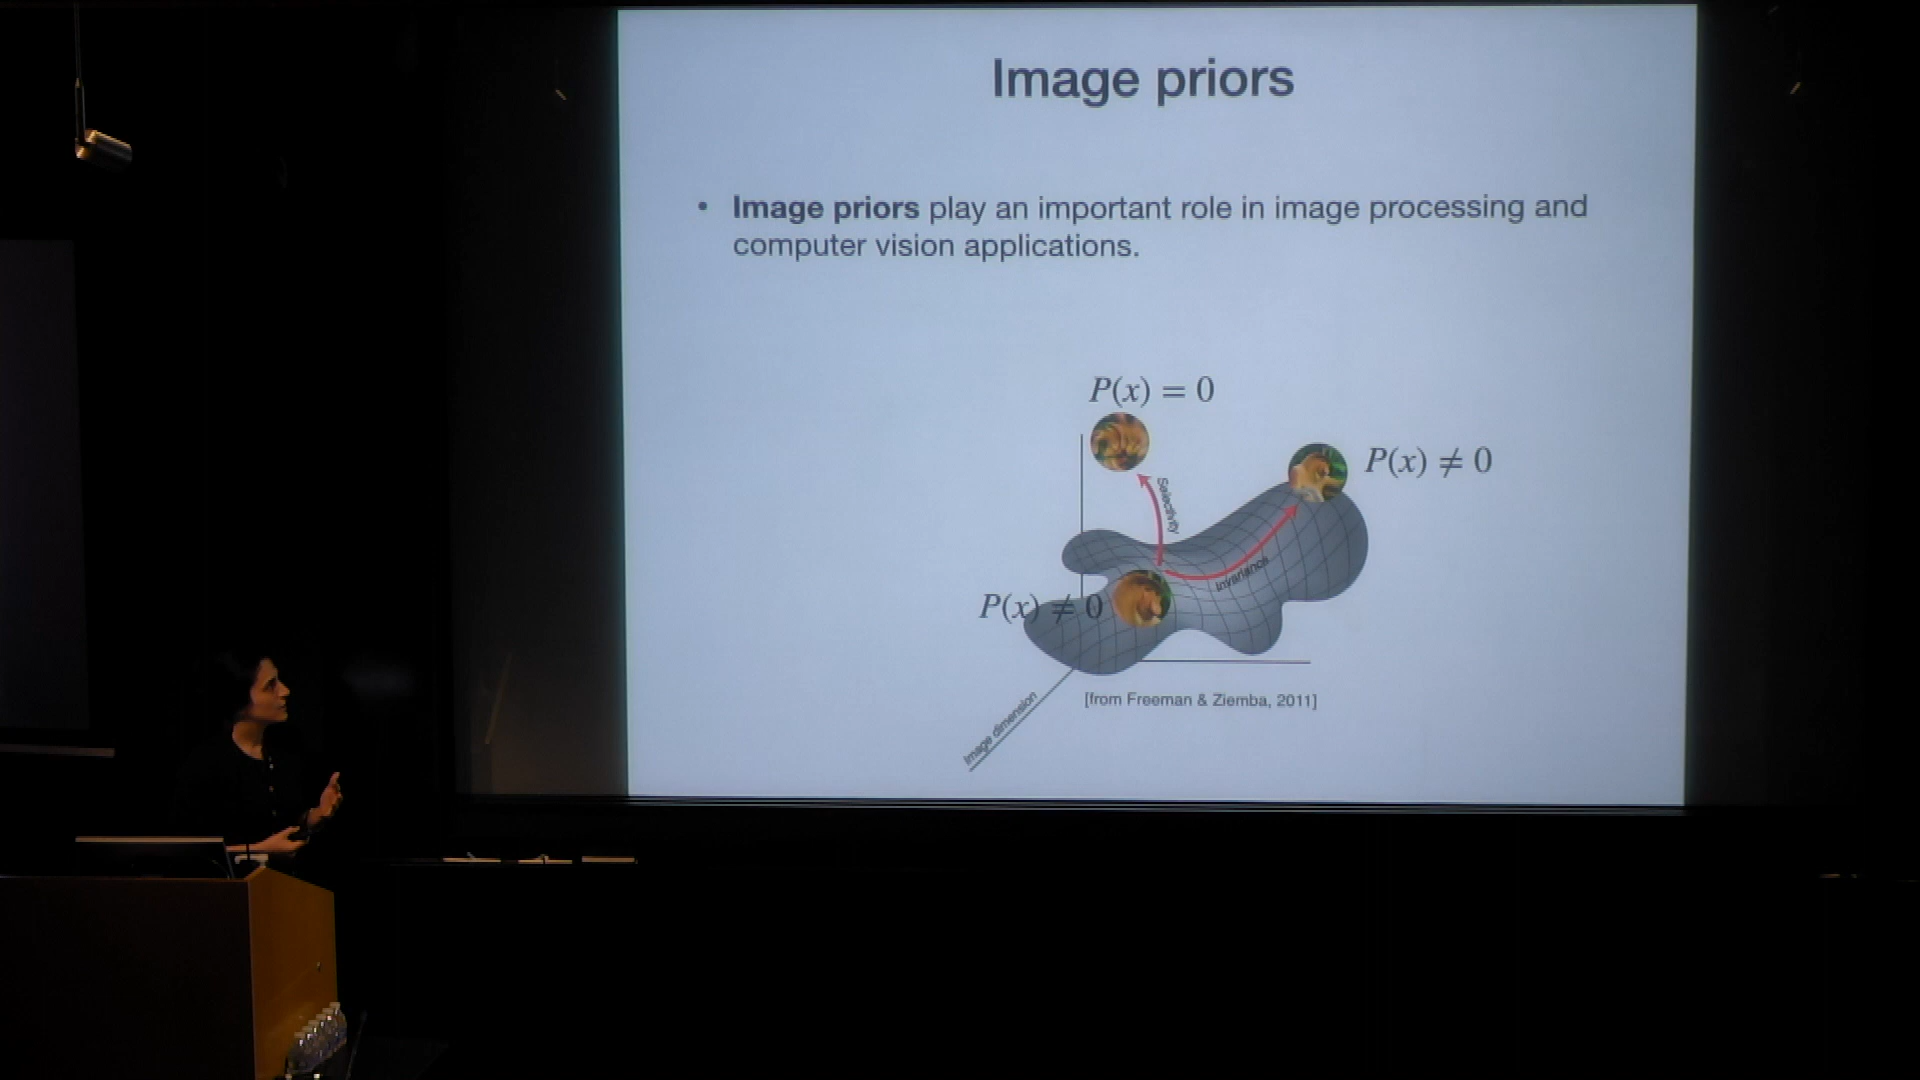 Image priors
• Image priors play an important role in image processing and
computer vision applications.
P(x) = 0
P(x) ≠ 0
Selectivity
Invariance
P(x) ≠ 0
[from Freeman & Ziemba, 2011]
Image dimension